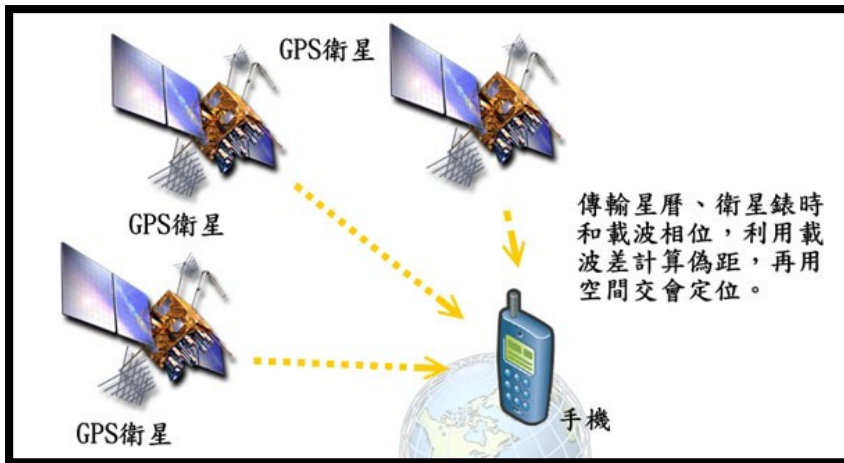 GPS衛星
GPS衛星
GPS衛星
傳輸星曆、衛星錶時
和載波相位，利用載
波差計算偽距，再用
空間交會定位。
手機